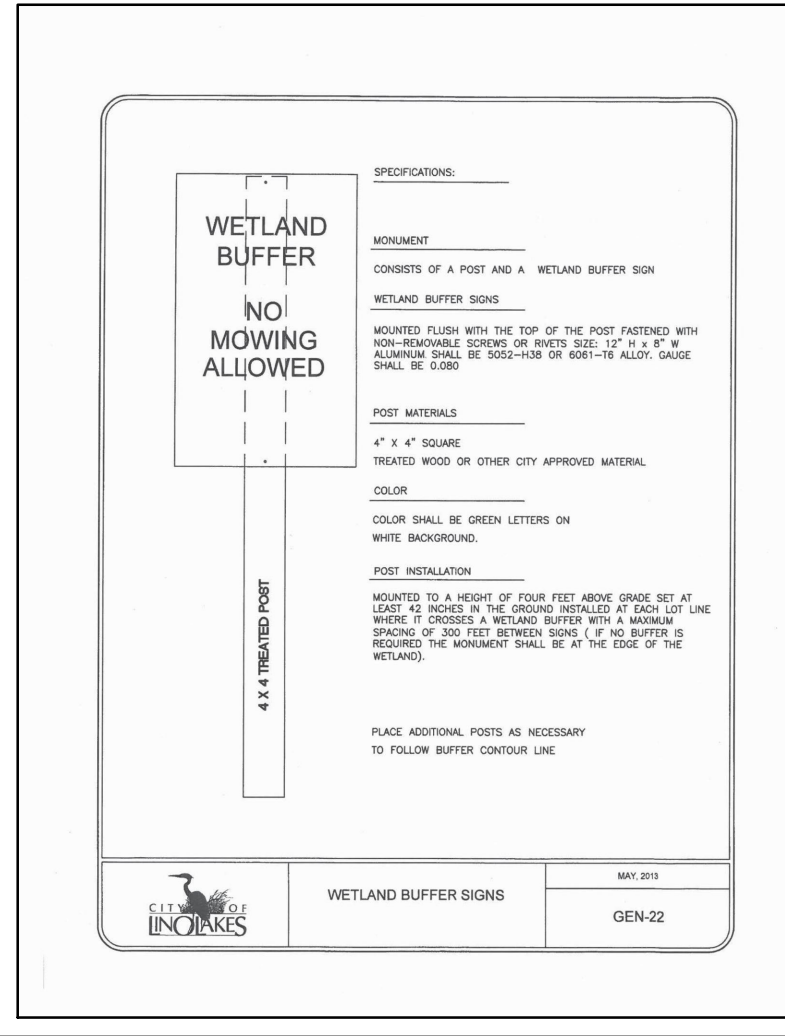 WETLAND
BUFFER
NO
MOWING
ALLOWED
4 X 4 TREATED POST
SPECIFICATIONS:
MONUMENT
CONSISTS OF A POST AND A WETLAND BUFFER SIGN
WETLAND BUFFER SIGNS
MOUNTED FLUSH WITH THE TOP OF THE POST FASTENED WITH
NON-REMOVABLE SCREWS OR RIVETS SIZE: 12" H x 8" W
ALUMINUM. SHALL BE 5052-H38 OR 6061-T6 ALLOY. GAUGE
SHALL BE 0.080
POST MATERIALS
4" X 4" SQUARE
TREATED WOOD OR OTHER CITY APPROVED MATERIAL
COLOR
COLOR SHALL BE GREEN LETTERS ON
WHITE BACKGROUND.
POST INSTALLATION
MOUNTED TO A HEIGHT OF FOUR FEET ABOVE GRADE SET AT
LEAST 42 INCHES IN THE GROUND INSTALLED AT EACH LOT LINE
WHERE IT CROSSES A WETLAND BUFFER WITH A MAXIMUM
SPACING OF 300 FEET BETWEEN SIGNS ( IF NO BUFFER IS
REQUIRED THE MONUMENT SHALL BE AT THE EDGE OF THE
WETLAND).
PLACE ADDITIONAL POSTS AS NECESSARY
TO FOLLOW BUFFER CONTOUR LINE
CITY OF
LINO LAKES
WETLAND BUFFER SIGNS
MAY, 2013
GEN-22